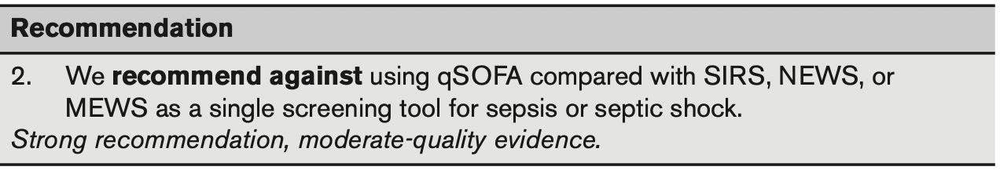 Recommendation
2. We recommend against using qSOFA compared with SIRS, NEWS, or
MEWS as a single screening tool for sepsis or septic shock.
Strong recommendation, moderate-quality evidence.